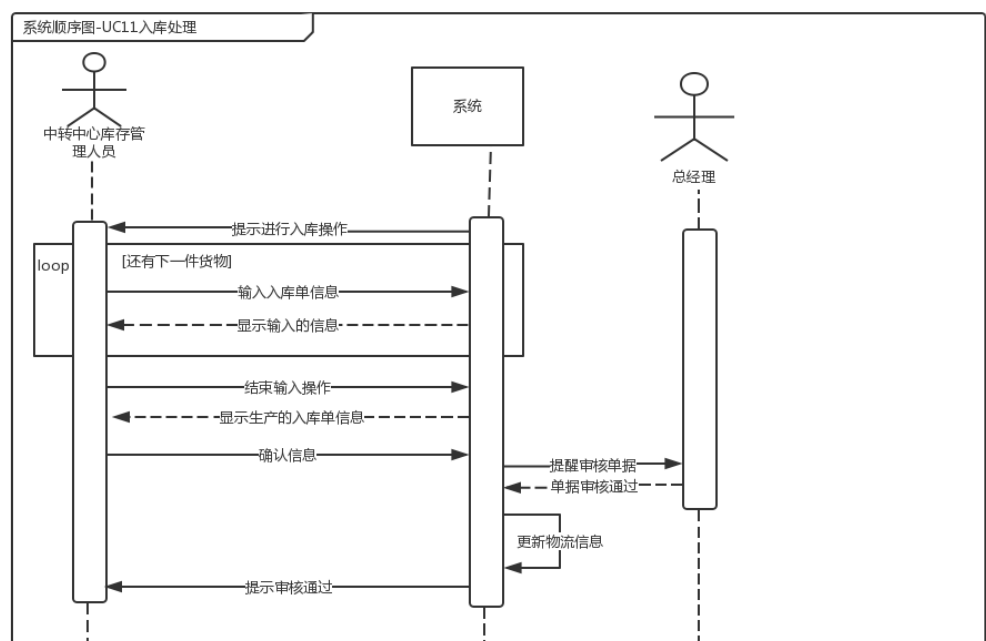 系统顺序图-UC11入库处理
中转中心库存管
理人员
系统
总经理
提示进行入库操作
loop
[还有下一件货物]
输入入库单信息
显示输入的信息
结束输入操作
显示生产的入库单信息
确认信息
提醒审核单据
单据审核通过
更新物流信息
提示审核通过